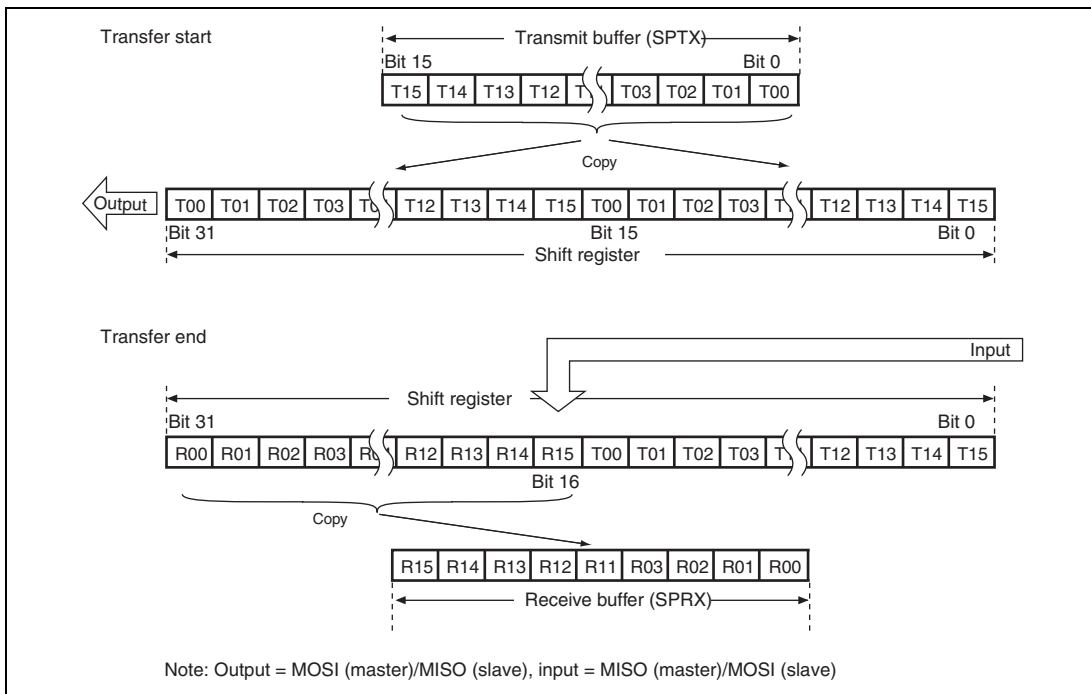 Transfer start
Transmit buffer (SPTX)
Bit 15 Bit 0
T15 T14 T13 T12 T03 T02 T01 T00
Copy
Output T00 T01 T02 T03 T12 T13 T14 T15 T00 T01 T02 T03 T12 T13 T14 T15
Bit 31 Bit 15 Bit 0
Shift register
Transfer end
Input
Shift register
Bit 31 Bit 0
R00 R01 R02 R03 R12 R13 R14 R15 T00 T01 T02 T03 T12 T13 T14 T15
Bit 16
Copy
R15 R14 R13 R12 R11 R03 R02 R01 R00
Receive buffer (SPRX)
Note: Output = MOSI (master)/MISO (slave), input = MISO (master)/MOSI (slave)